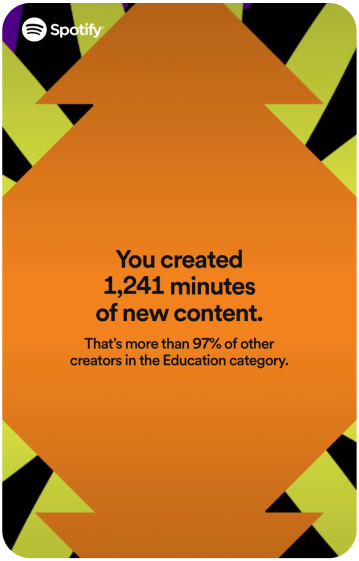 Spotify
You created
1,241 minutes
of new content.
That's more than 97% of other
creators in the Education category.